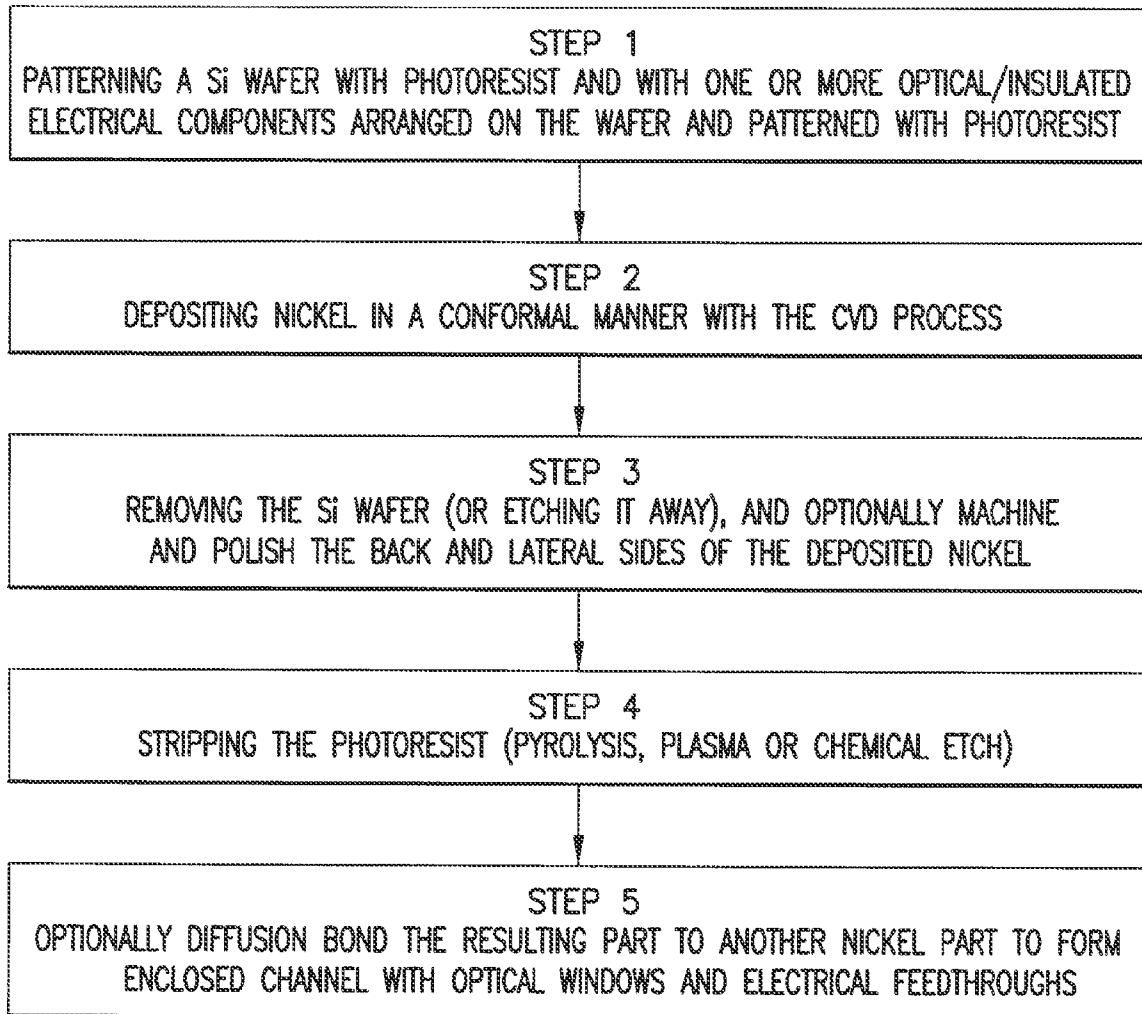 STEP 1
PATTERNING A Si WAFER WITH PHOTORESIST AND WITH ONE OR MORE OPTICAL/INSULATED
ELECTRICAL COMPONENTS ARRANGED ON THE WAFER AND PATTERNED WITH PHOTORESIST
STEP 2
DEPOSITING NICKEL IN A CONFORMAL MANNER WITH THE CVD PROCESS
STEP 3
REMOVING THE Si WAFER (OR ETCHING IT AWAY), AND OPTIONALLY MACHINE
AND POLISH THE BACK AND LATERAL SIDES OF THE DEPOSITED NICKEL
STEP 4
STRIPPING THE PHOTORESIST (PYROLYSIS, PLASMA OR CHEMICAL ETCH)
STEP 5
OPTIONALLY DIFFUSION BOND THE RESULTING PART TO ANOTHER NICKEL PART TO FORM
ENCLOSED CHANNEL WITH OPTICAL WINDOWS AND ELECTRICAL FEEDTHROUGHS